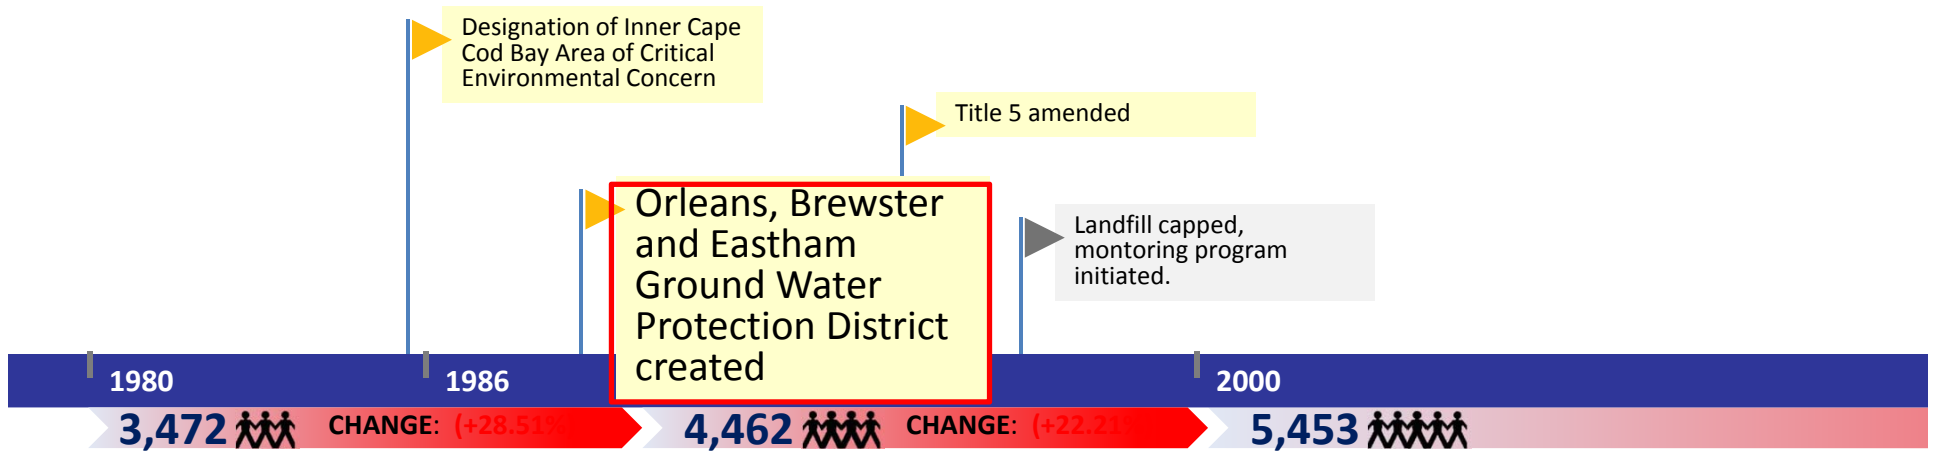 Designation of Inner Cape
Cod Bay Area of Critical
Environmental Concern
Title 5 amended
Orleans, Brewster
and Eastham
Ground Water
Protection District
created
Landfill capped,
montoring program
initiated.
1980
1986
2000
3,472 CHANGE: (+28.51%)
4,462 CHANGE: (+22.21%)
5,453